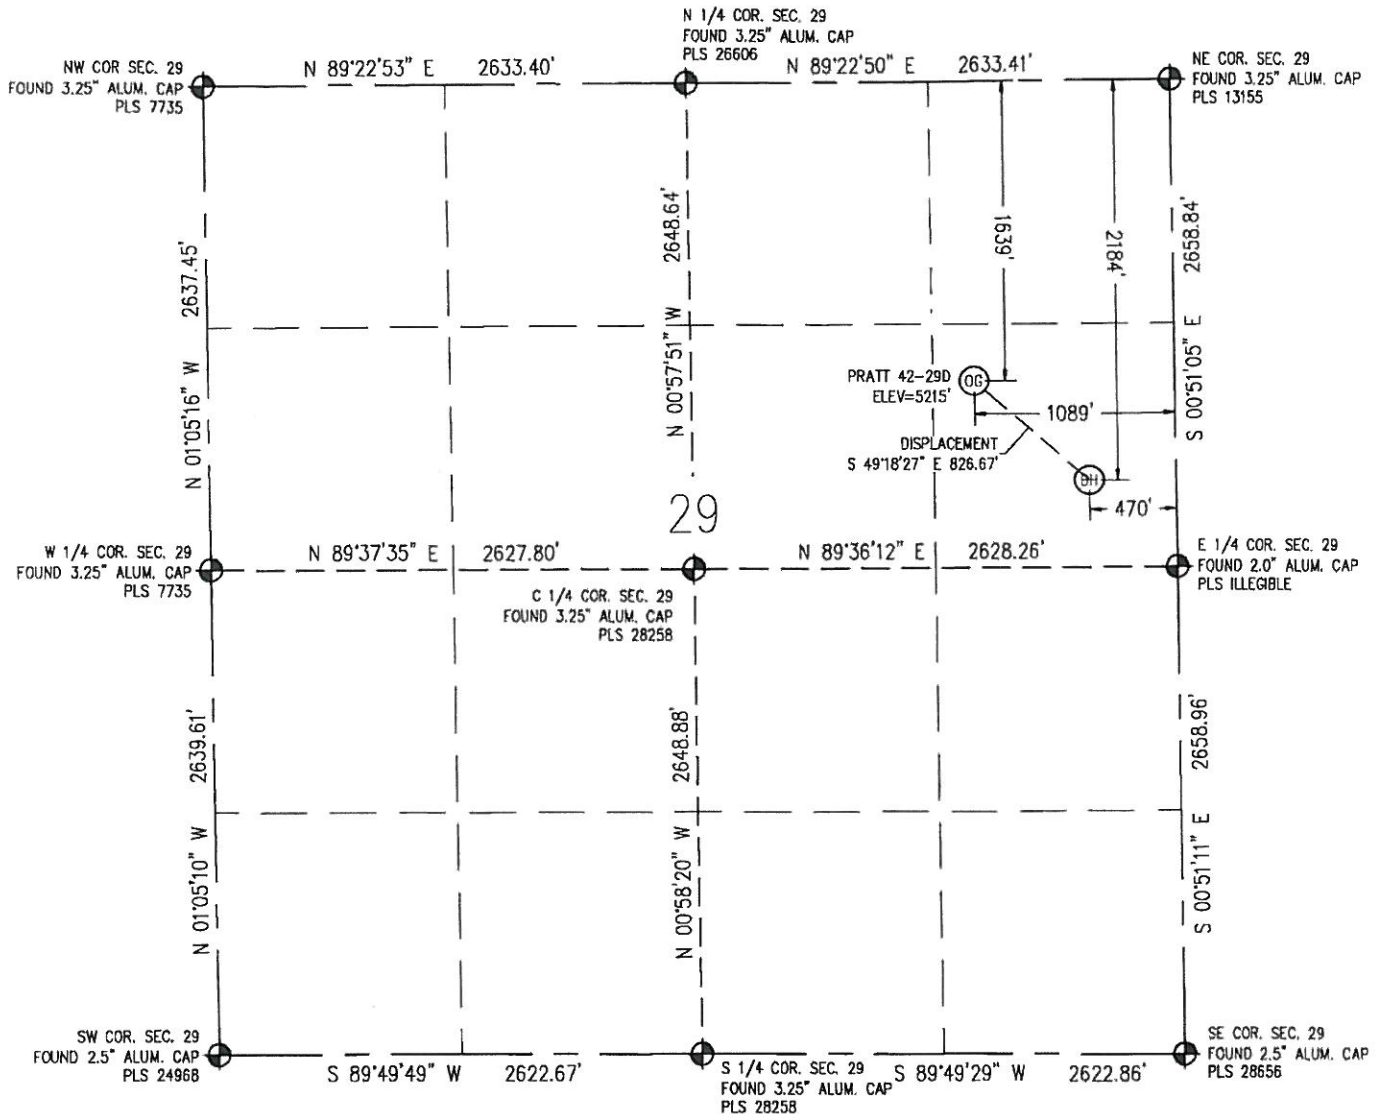 N 1/4 COR. SEC. 29
FOUND 3.25" ALUM. CAP
PLS 26606
NW COR SEC. 29
FOUND 3.25" ALUM. CAP
PLS 7735
N 89°22'53" E 2633.40'
N 89°22'50" E 2633.41'
NE COR. SEC. 29
FOUND 3.25" ALUM. CAP
PLS 13155
2637.45'
N 01°05'16" W
2648.64'
N 00°57'51" W
1639'
2184'
2658.84'
S 00°51'05" E
PRATT 42-29D
ELEV=5215'
OG
1089'
DISPLACEMENT
S 49°18'27" E 826.67'
BH
470'
29
W 1/4 COR. SEC. 29
FOUND 3.25" ALUM. CAP
PLS 7735
N 89°37'35" E 2627.80'
N 89°36'12" E 2628.26'
E 1/4 COR. SEC. 29
FOUND 2.0" ALUM. CAP
PLS ILLEGIBLE
C 1/4 COR. SEC. 29
FOUND 3.25" ALUM. CAP
PLS 28258
2639.61'
N 01°05'10" W
2648.88'
N 00°58'20" W
2658.96'
S 00°51'11" E
SW COR. SEC. 29
FOUND 2.5" ALUM. CAP
PLS 24968
S 89°49'49" W 2622.67'
S 1/4 COR. SEC. 29
FOUND 3.25" ALUM. CAP
PLS 28258
S 89°49'29" W 2622.86'
SE COR. SEC. 29
FOUND 2.5" ALUM. CAP
PLS 28656